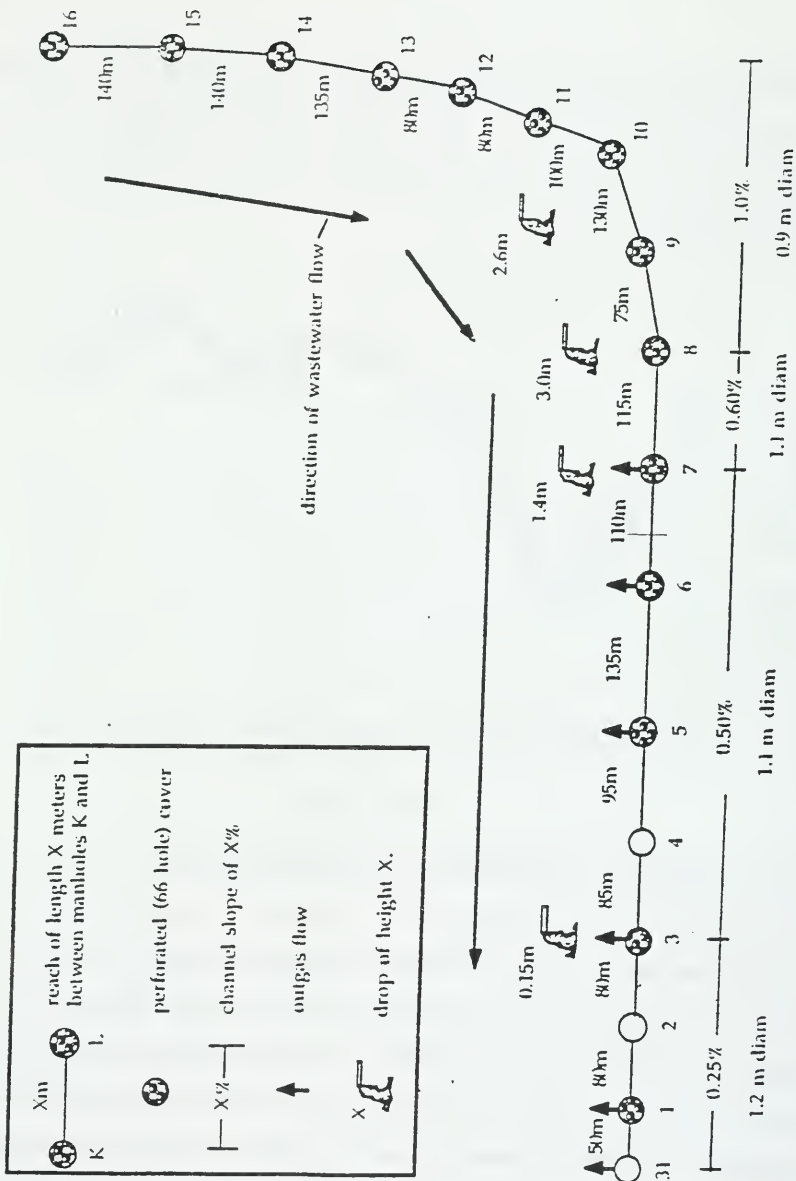 K
Xm
L
reach of length X meters
between manholes K and L
perforated (66 hole) cover
X%
channel slope of X%.
outgas flow
X
drop of height X.
direction of wastewater flow
16
140m
15
140m
14
135m
13
80m
12
80m
11
100m
10
2.6m
130m
9
75m
3.0m
8
115m
1.4m
7
110m
6
135m
5
95m
4
85m
0.15m
3
80m
2
80m
1
50m
31
0.25%
0.50%
0.60%
1.0%
1.2 m diam
1.1 m diam
1.1 m diam
0.9 m diam